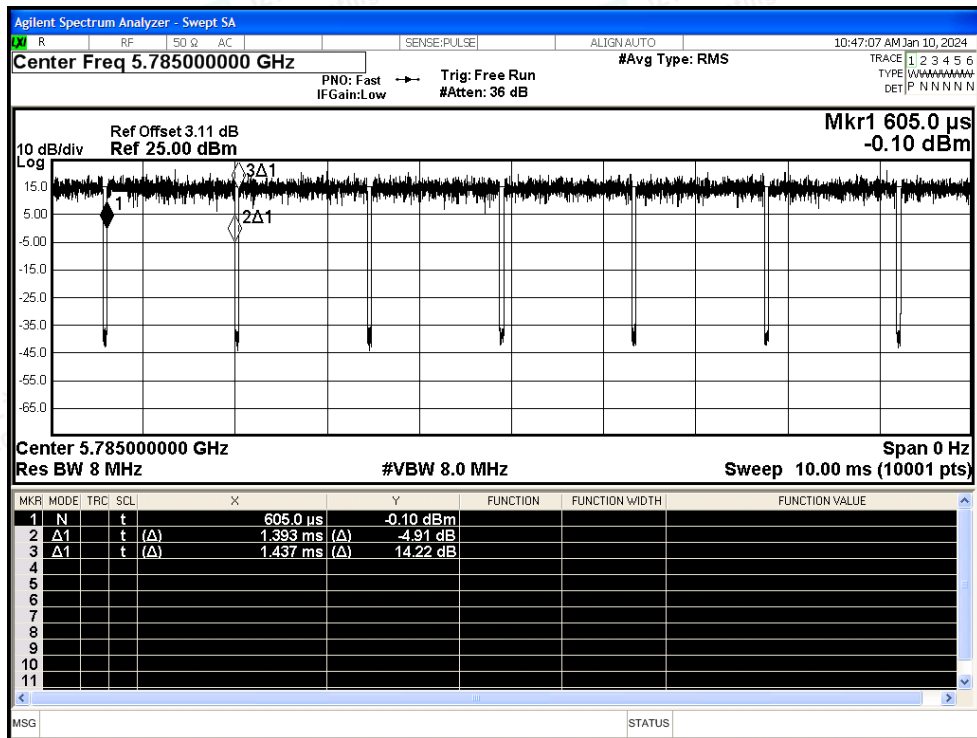 Agilent Spectrum Analyzer - Swept SA
LXI R RF 50 Ω AC SENSE:PULSE ALIGN AUTO 10:47:07 AM Jan 10, 2024
Center Freq 5.785000000 GHz
PNO: Fast
IFGain:Low
Trig: Free Run
#Atten: 36 dB
#Avg Type: RMS
TRACE 1 2 3 4 5 6
TYPE
DET P N N N N N
Mkr1 605.0 µs
-0.10 dBm
Ref Offset 3.11 dB
10 dB/div Ref 25.00 dBm
Log
3Δ1
15.0
1
5.00
2Δ1
-5.00
-15.0
-25.0
-35.0
-45.0
-55.0
-65.0
Center 5.785000000 GHz Span 0 Hz
Res BW 8 MHz #VBW 8.0 MHz Sweep 10.00 ms (10001 pts)
MKR MODE TRC SCL X Y FUNCTION FUNCTION WIDTH FUNCTION VALUE
1 N t 605.0 µs -0.10 dBm
2 Δ1 t (Δ) 1.393 ms (Δ) -4.91 dB
3 Δ1 t (Δ) 1.437 ms (Δ) 14.22 dB
4
5
6
7
8
9
10
11
MSG STATUS